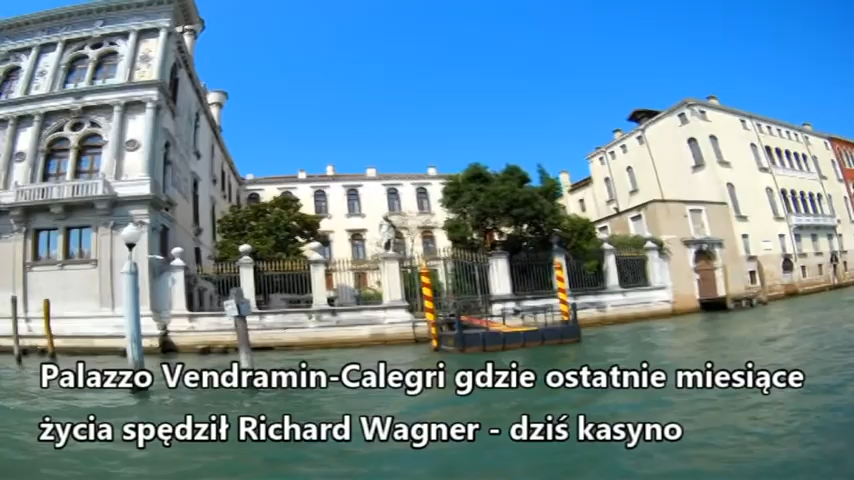 Palazzo Vendramin-Calegri gdzie ostatnie miesiące
życia spędził Richard Wagner - dziś kasyno